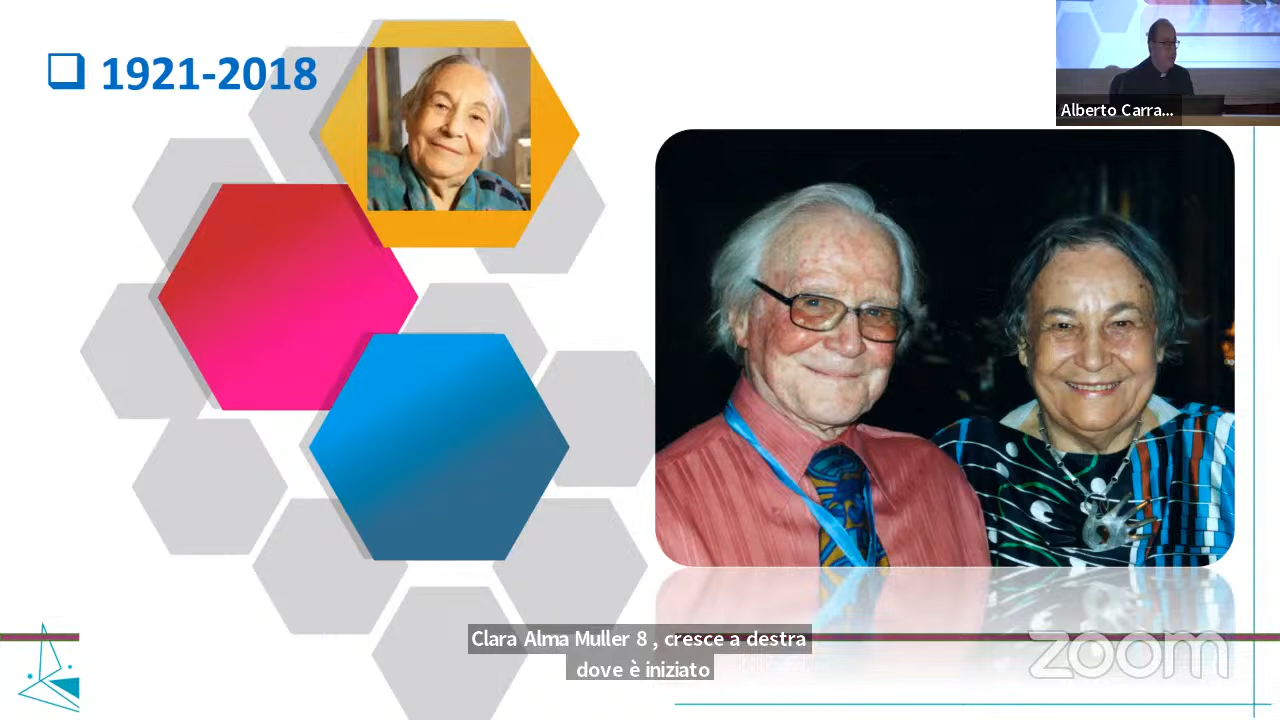 1921-2018
Alberto Carra...
Clara Alma Muller 8 , cresce a destra
dove è iniziato
zoom